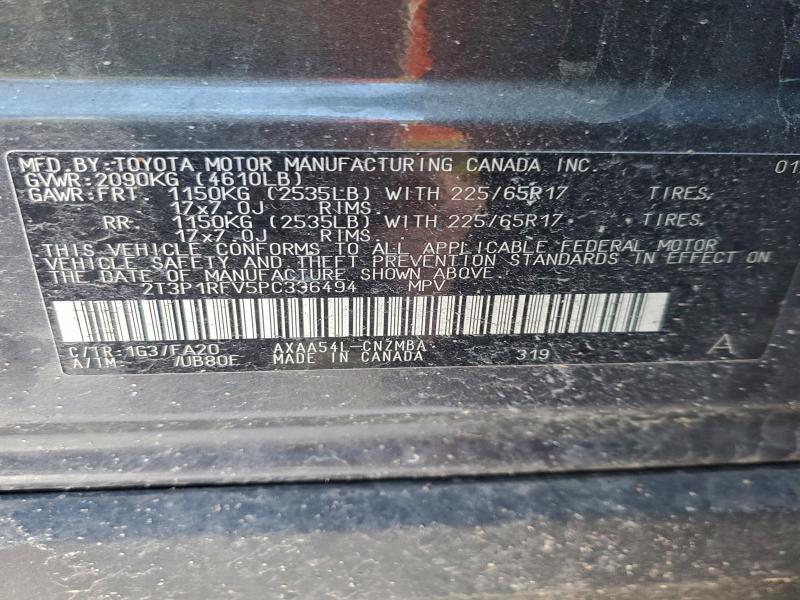 MFD BY:TOYOTA MOTOR MANUFACTURING CANADA INC. 01
GVWR:2090KG (4610LB)
GAWR:FRT. 1150KG (2535LB) WITH 225/65R17 TIRES,
17x7.0J RIMS,
RR. 1150KG (2535LB) WITH 225/65R17 TIRES,
17x7.0J RIMS.
THIS VEHICLE CONFORMS TO ALL APPLICABLE FEDERAL MOTOR
VEHICLE SAFETY AND THEFT PREVENTION STANDARDS IN EFFECT ON
THE DATE OF MANUFACTURE SHOWN ABOVE.
2T3P1RFV5PC336494 MPV
C/TR:1G3/FA20 AXAA54L-CNZMBA 319 A
A/TM /UB80E MADE IN CANADA